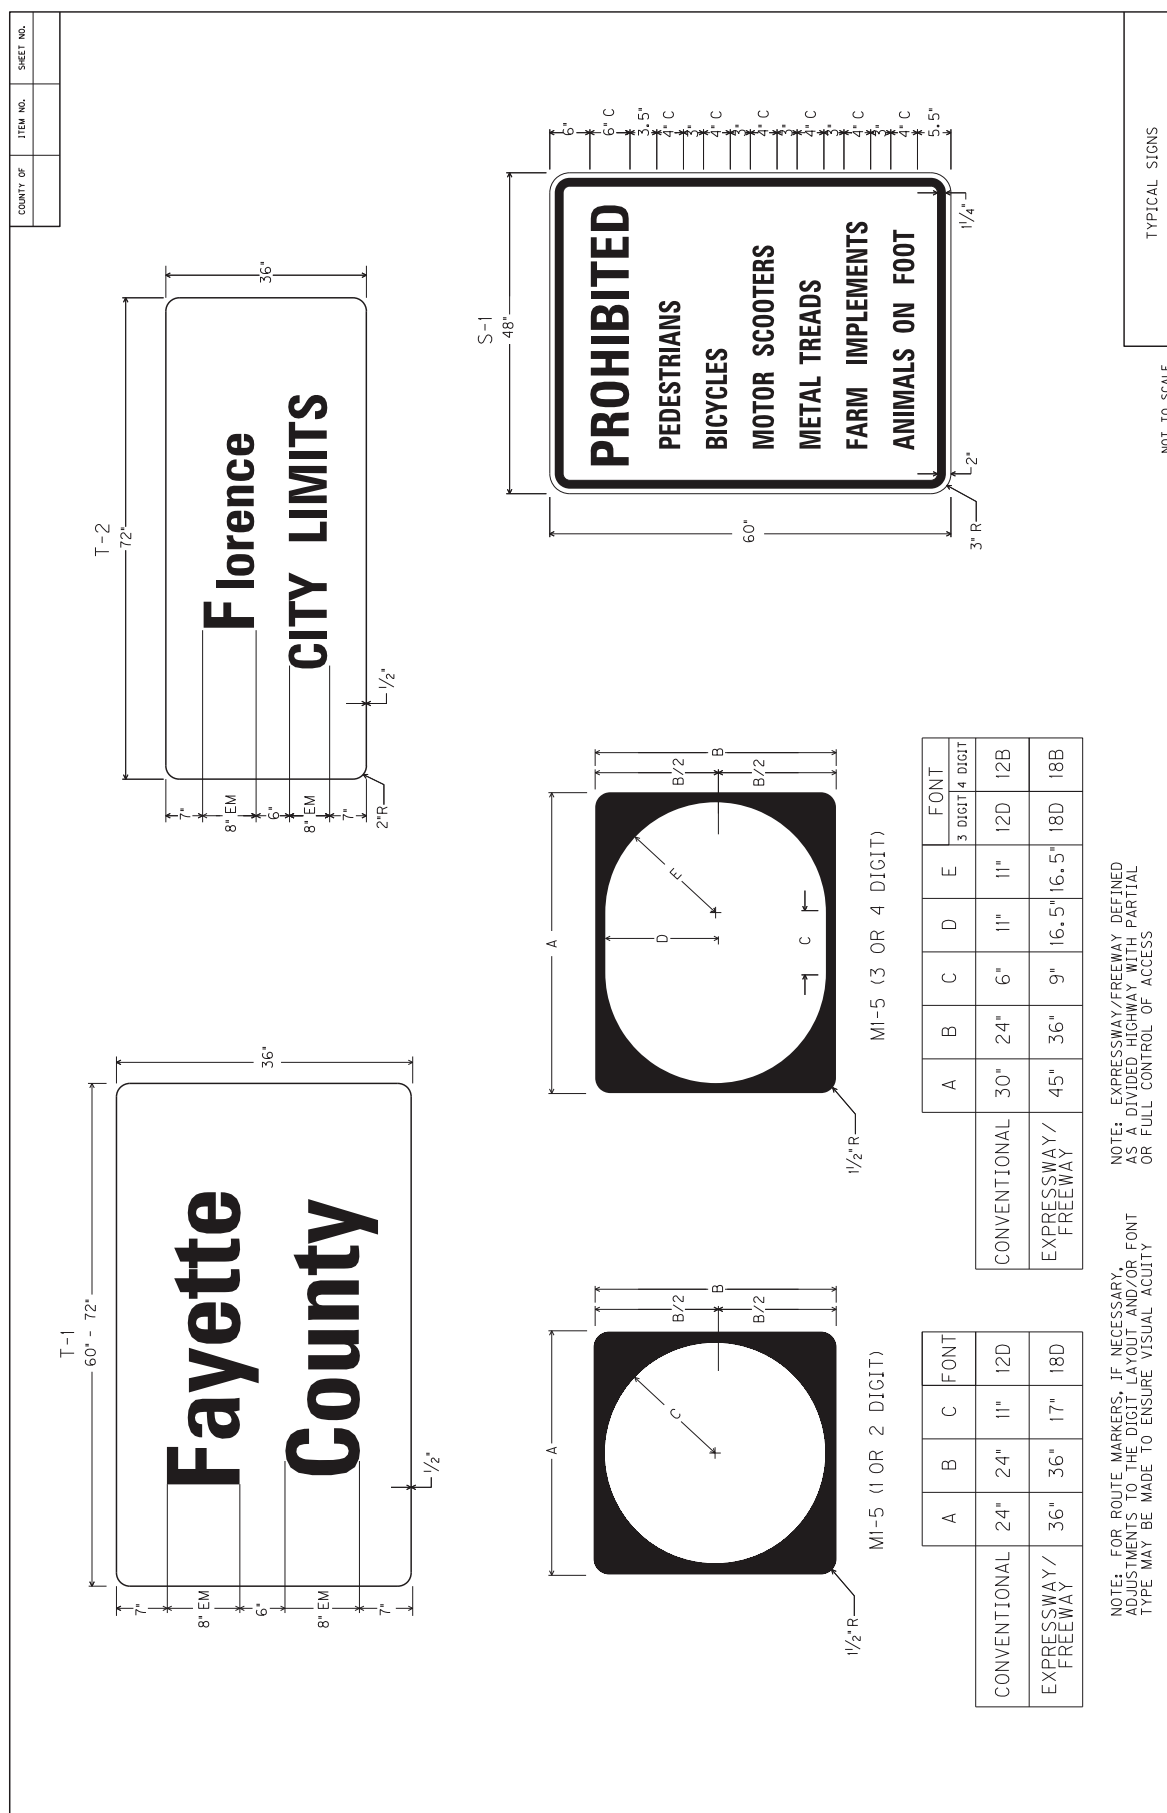 COUNTY OF
ITEM NO.
SHEET NO.
T-1
60" - 72"
7"
8" EM
6"
8" EM
7"
Fayette
County
36"
1/2"
T-2
72"
7"
8" EM
6"
8" EM
7"
Florence
CITY LIMITS
36"
1/2"
2"R
A
C
B/2
B/2
B
1 1/2"R
M1-5 (1 OR 2 DIGIT)
A
E
D
C
B/2
B/2
B
1 1/2"R
M1-5 (3 OR 4 DIGIT)
S-1
48"
60"
PROHIBITED
PEDESTRIANS
BICYCLES
MOTOR SCOOTERS
METAL TREADS
FARM IMPLEMENTS
ANIMALS ON FOOT
6"
6" C
3.5"
4" C
3"
4" C
3"
4" C
3"
4" C
3"
4" C
3"
4" C
5.5"
3" R
2"
1 1/4"
A B C FONT
CONVENTIONAL 24" 24" 11" 12D
EXPRESSWAY/
FREEWAY 36" 36" 17" 18D
A B C D E FONT
3 DIGIT 4 DIGIT
CONVENTIONAL 30" 24" 6" 11" 11" 12D 12B
EXPRESSWAY/
FREEWAY 45" 36" 9" 16.5" 16.5" 18D 18B
NOTE: FOR ROUTE MARKERS, IF NECESSARY,
ADJUSTMENTS TO THE DIGIT LAYOUT AND/OR FONT
TYPE MAY BE MADE TO ENSURE VISUAL ACUITY
NOTE: EXPRESSWAY/FREEWAY DEFINED
AS A DIVIDED HIGHWAY WITH PARTIAL
OR FULL CONTROL OF ACCESS
NOT TO SCALE
TYPICAL SIGNS